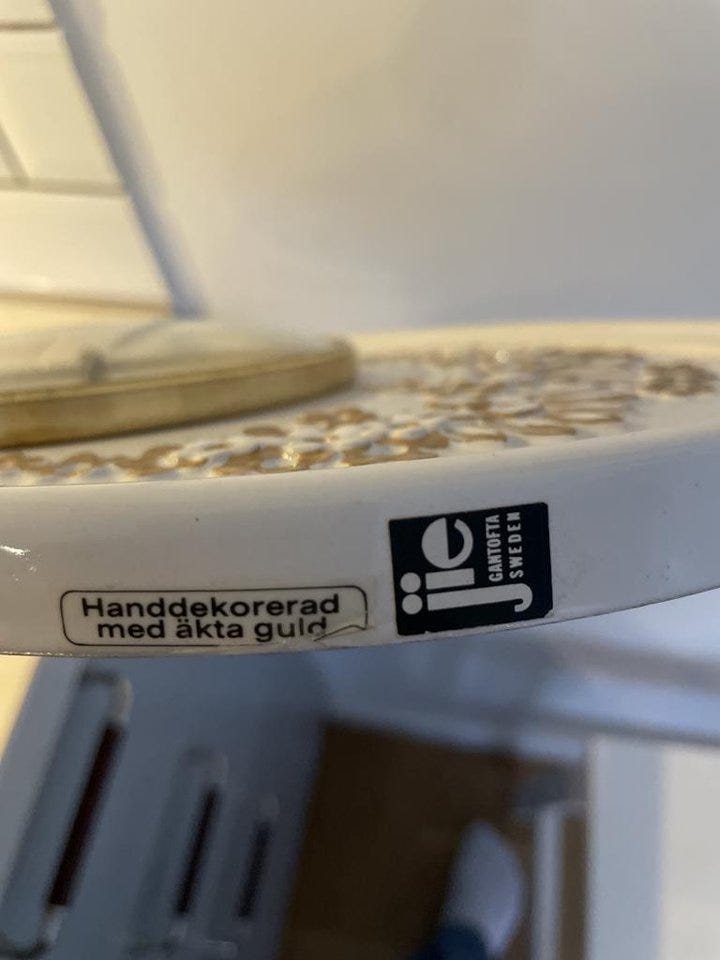 Handdekorerad
med äkta guld
jie
GANTOFTA
SWEDEN